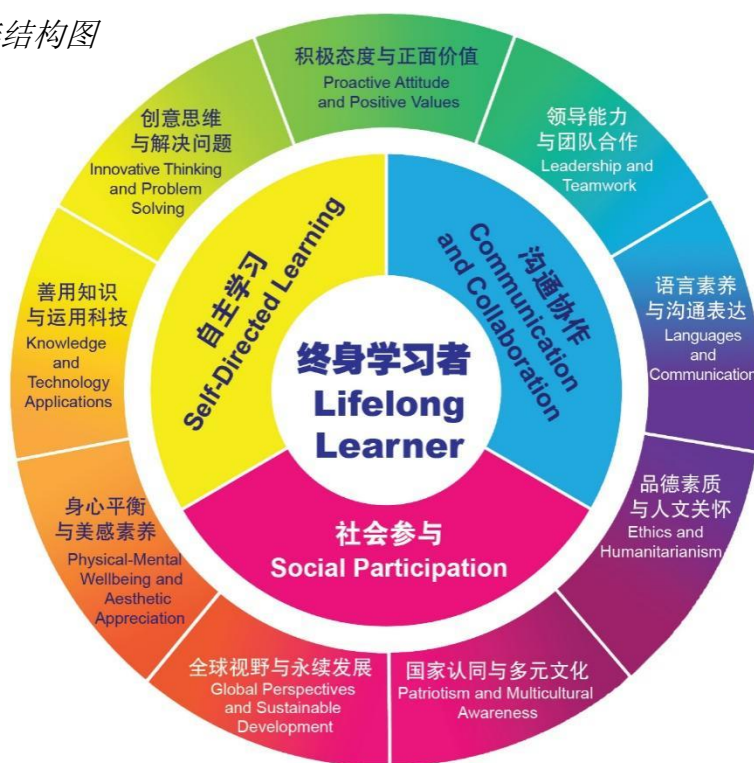 结构图
积极态度与正面价值
Proactive Attitude
and Positive Values
领导能力
与团队合作
Leadership and
Teamwork
语言素养
与沟通表达
Languages
and
Communication
品德素质
与人文关怀
Ethics and
Humanitarianism
国家认同与多元文化
Patriotism and Multicultural
Awareness
全球视野与永续发展
Global Perspectives
and Sustainable
Development
身心平衡
与美感素养
Physical-Mental
Wellbeing and
Aesthetic
Appreciation
善用知识
与运用科技
Knowledge
and
Technology
Applications
创意思维
与解决问题
Innovative Thinking
and Problem
Solving
自主学习
Self-Directed Learning
沟通协作
Communication
and Collaboration
社会参与
Social Participation
终身学习者
Lifelong
Learner